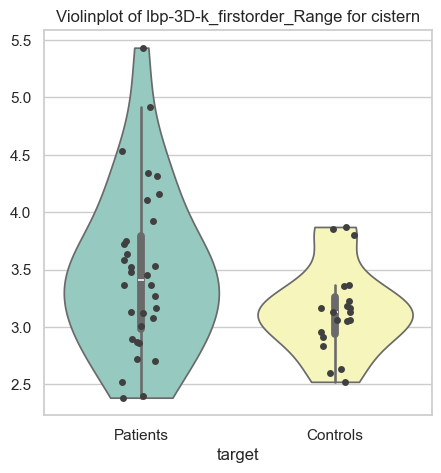 Violinplot of lbp-3D-k_firstorder_Range for cistern
5.5
5.0
4.5
4.0
3.5
3.0
2.5
Patients Controls
target